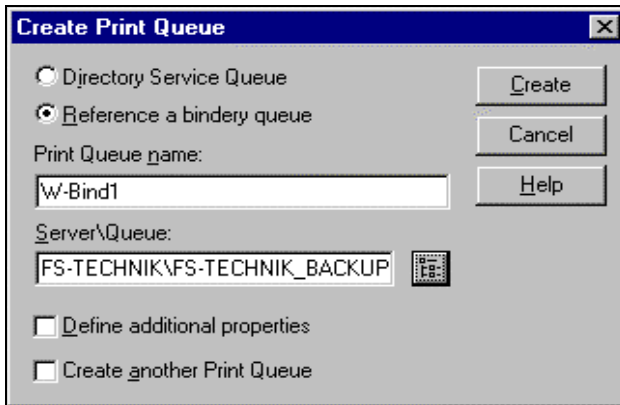 Create Print Queue
Directory Service Queue
Reference a bindery queue
Print Queue name:
W-Bind1
Server\Queue:
FS-TECHNIK\FS-TECHNIK_BACKUP
Define additional properties
Create another Print Queue
Create
Cancel
Help